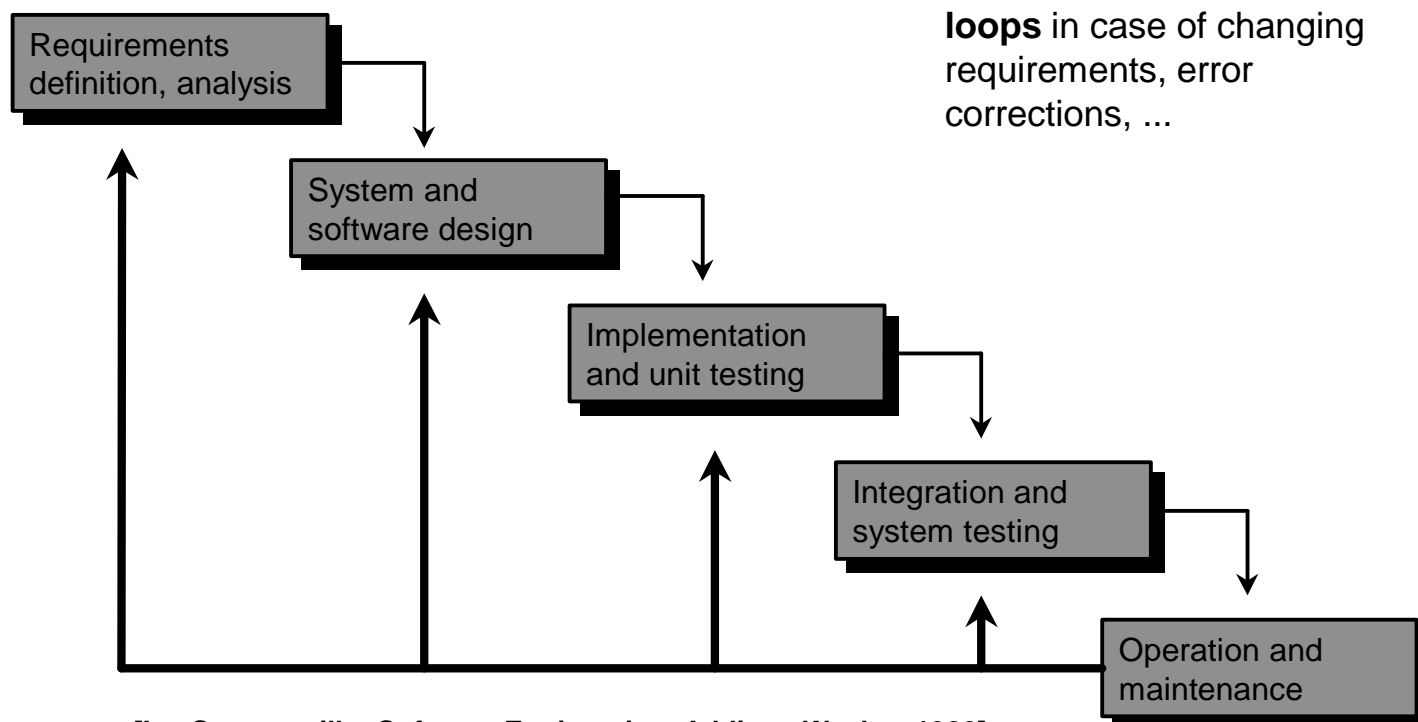 loops in case of changing
requirements, error
corrections, ...
Requirements
definition, analysis
System and
software design
Implementation
and unit testing
Integration and
system testing
Operation and
maintenance